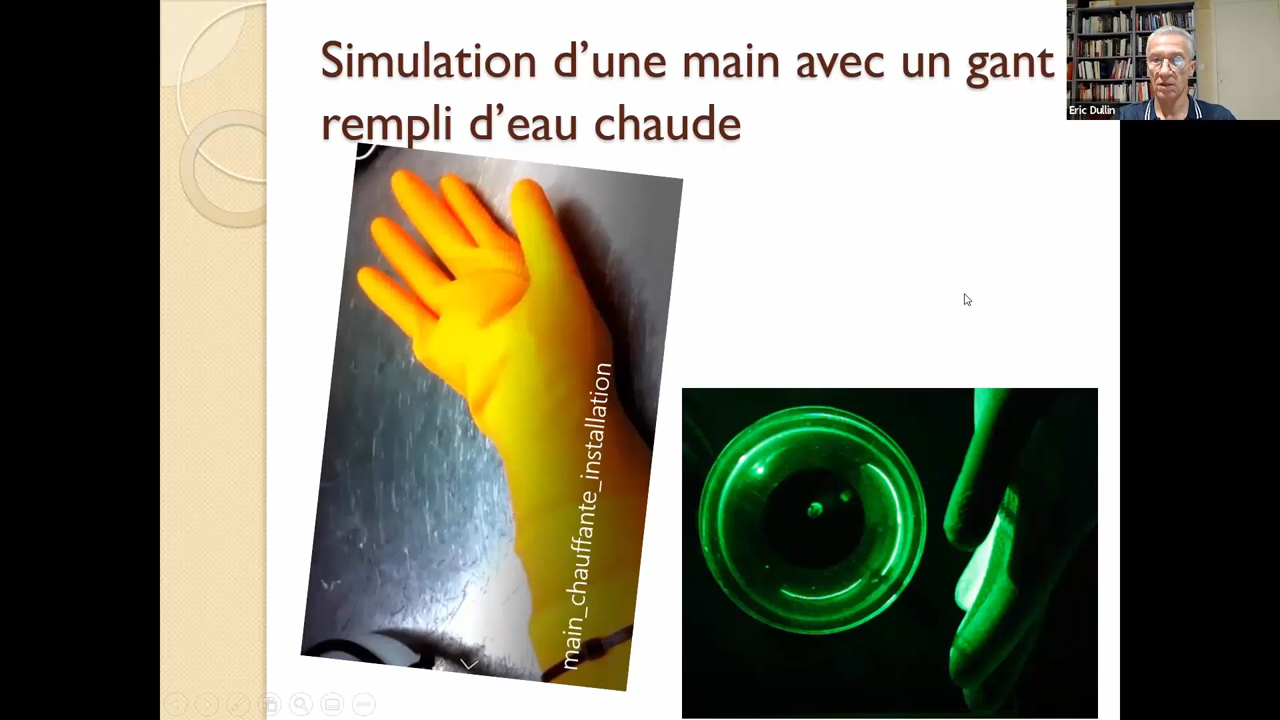 Simulation d’une main avec un gant
rempli d’eau chaude
Eric Dullin
main_chauffante_installation